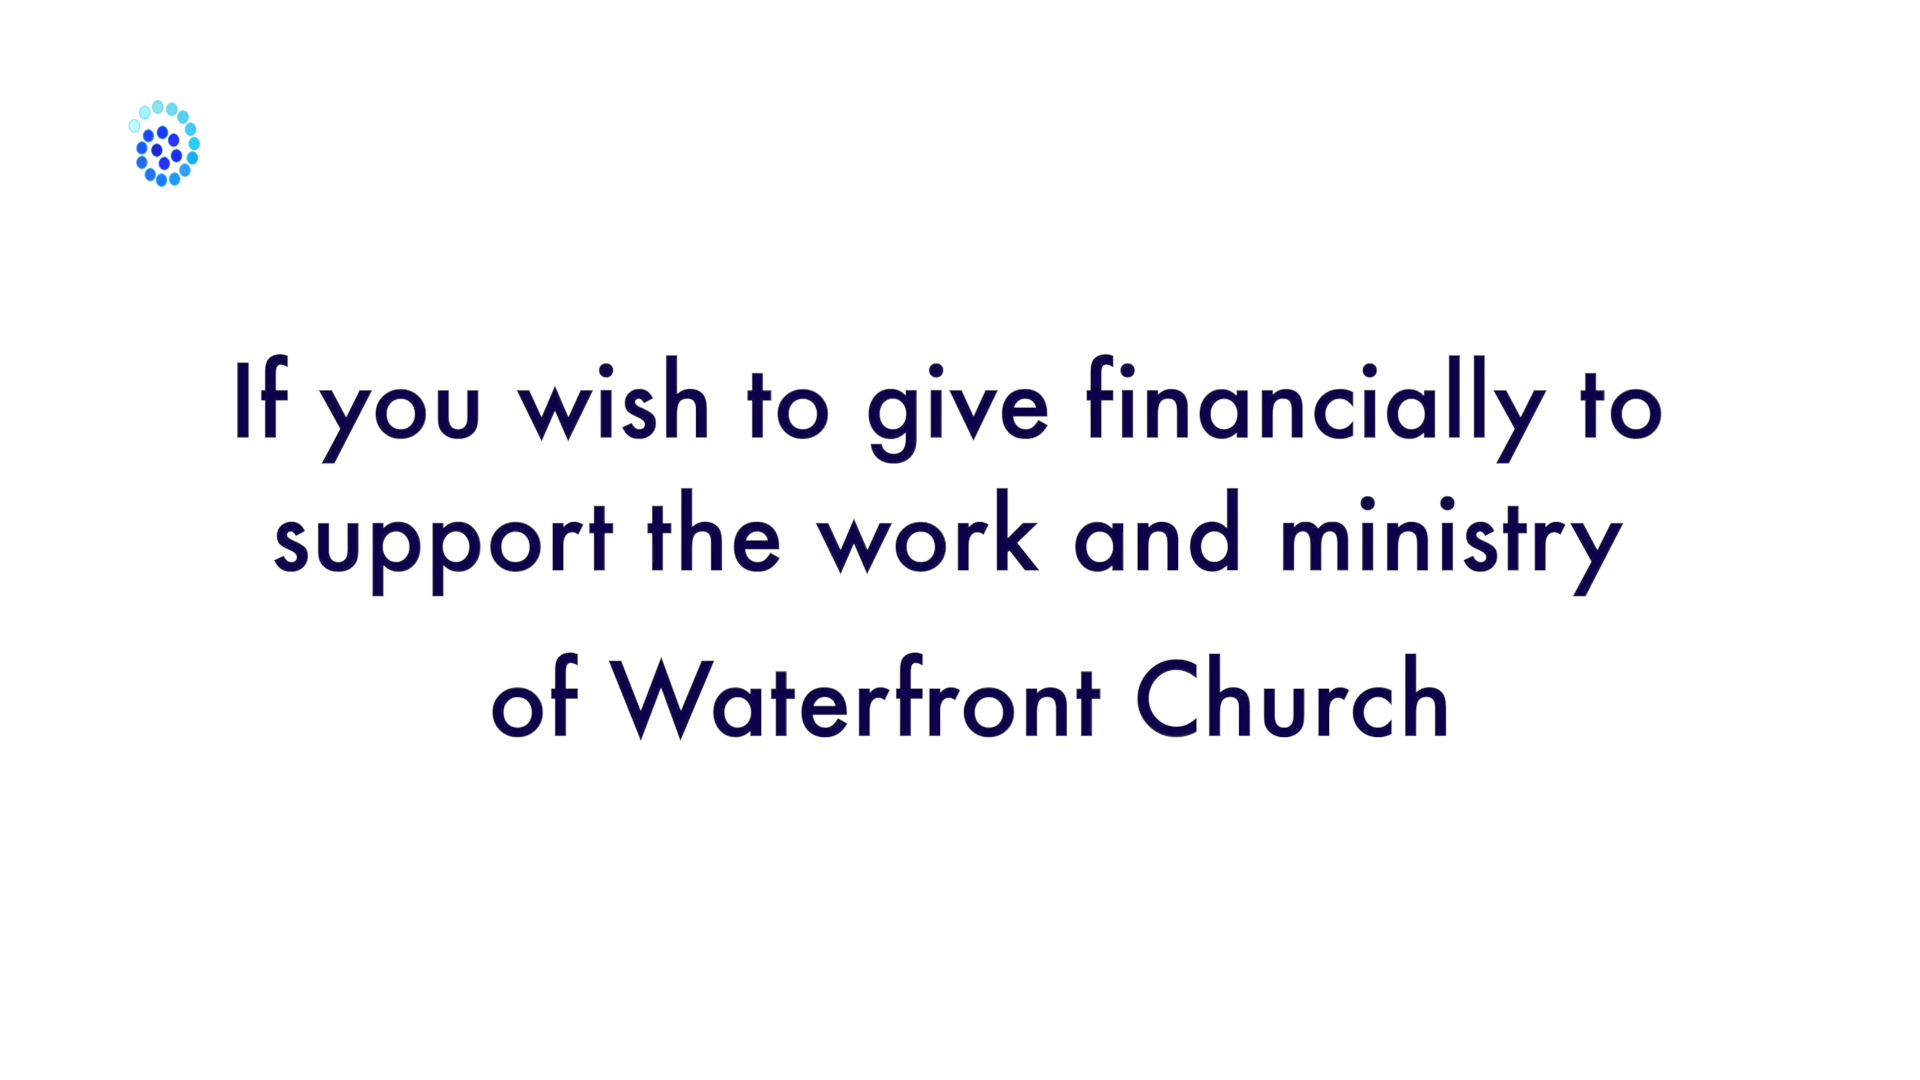 If you wish to give financially to
support the work and ministry
of Waterfront Church